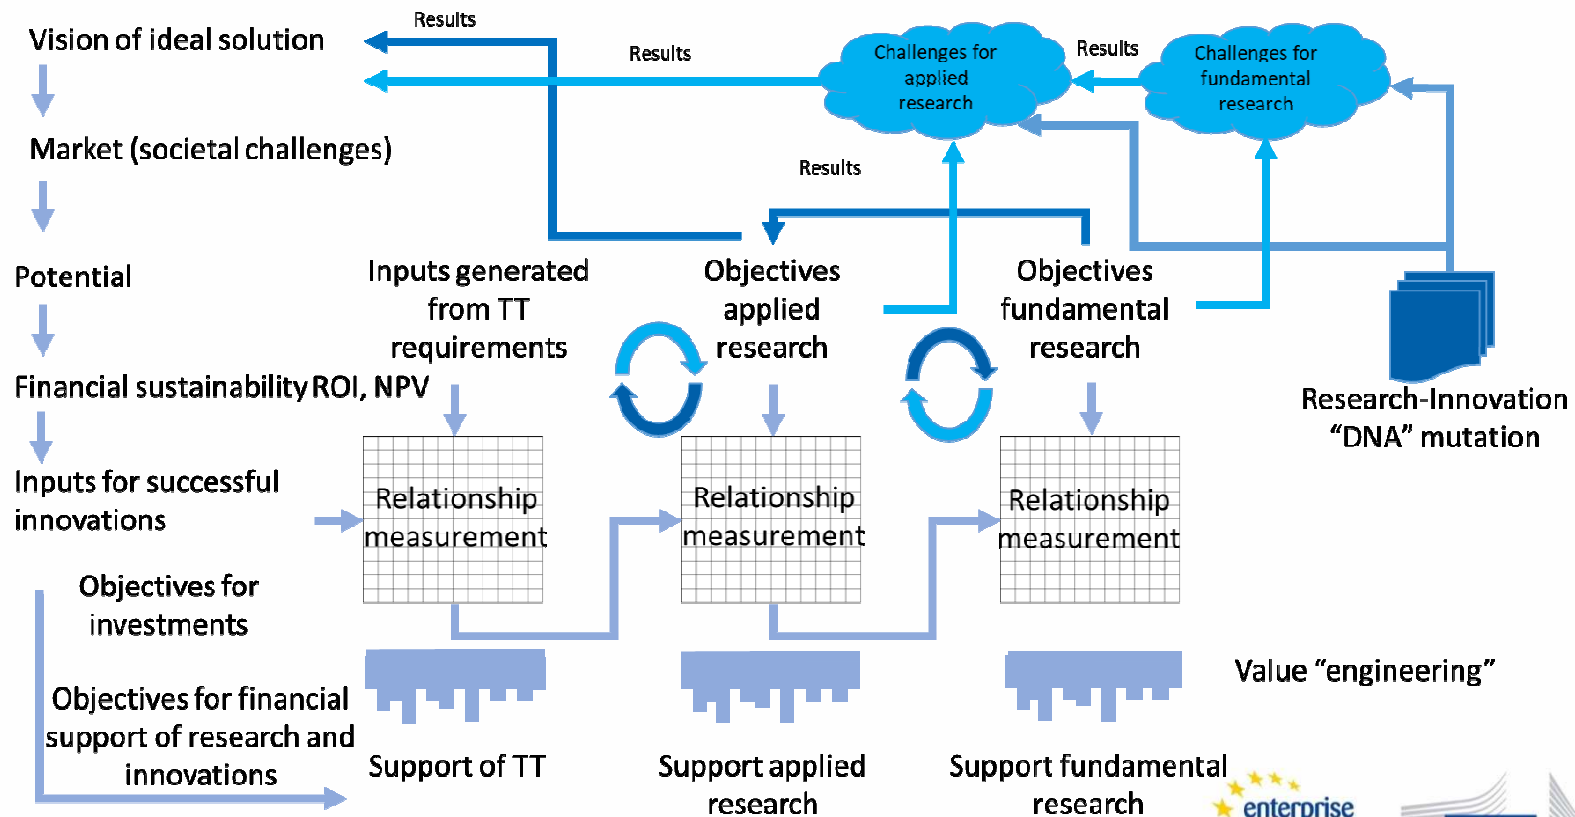 Results
Vision of ideal solution
Results
Challenges for
applied
research
Results
Challenges for
fundamental
research
Market (societal challenges)
Results
Potential
Inputs generated
from TT
requirements
Objectives
applied
research
Objectives
fundamental
research
Financial sustainability ROI, NPV
Research-Innovation
“DNA” mutation
Inputs for successful
innovations
Relationship
measurement
Relationship
measurement
Relationship
measurement
Objectives for
investments
Value “engineering”
Objectives for financial
support of research and
innovations
Support of TT
Support applied
research
Support fundamental
research
enterprise